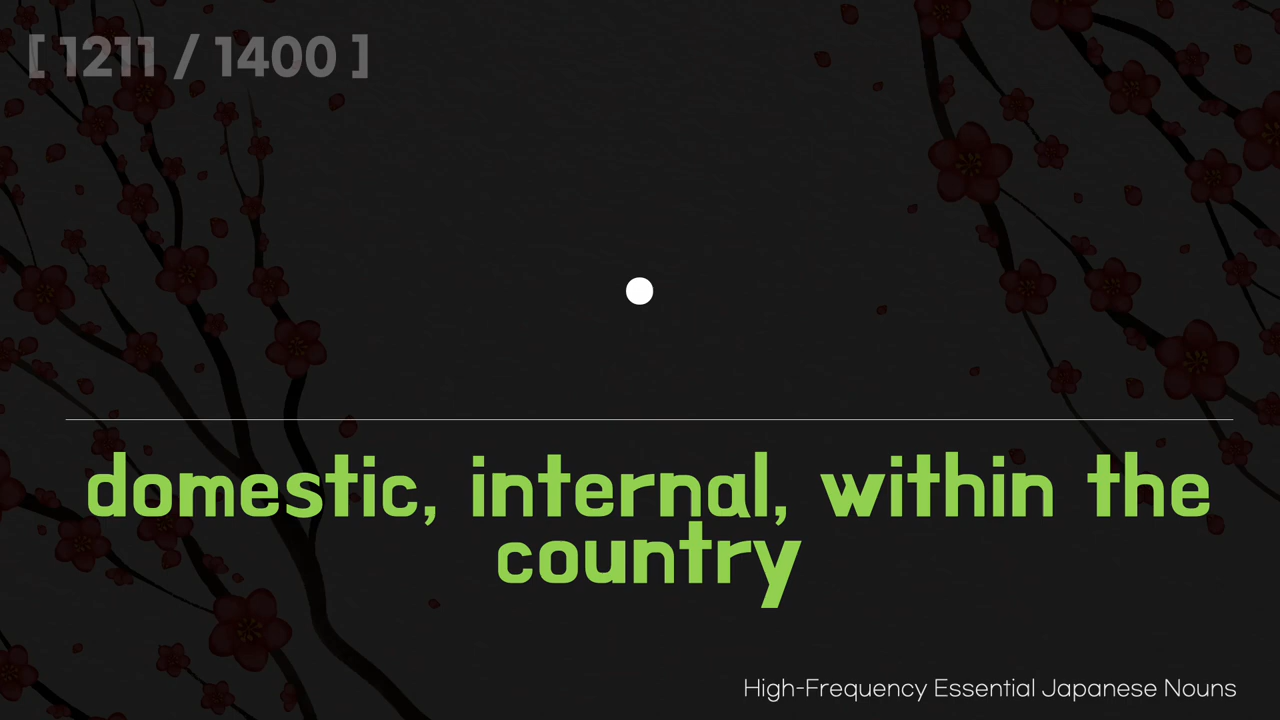 [ 1211 / 1400 ]
domestic, internal, within the
country
High-Frequency Essential Japanese Nouns